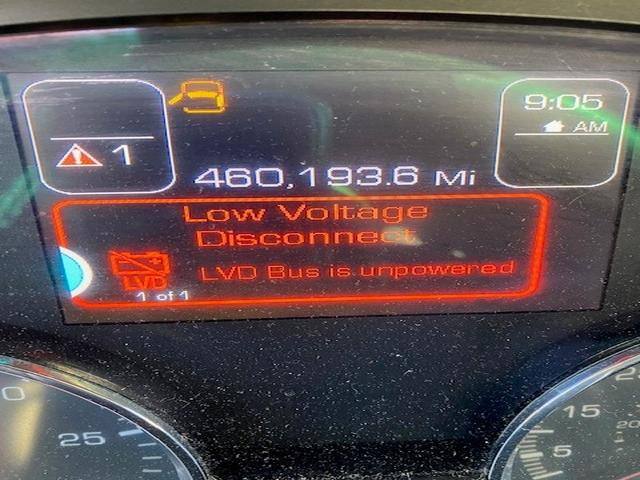 9:05
AM
1
460,193.6 Mi
Low Voltage
Disconnect
LVD Bus is unpowered
LVD
1 of 1
0
25
15
5
20